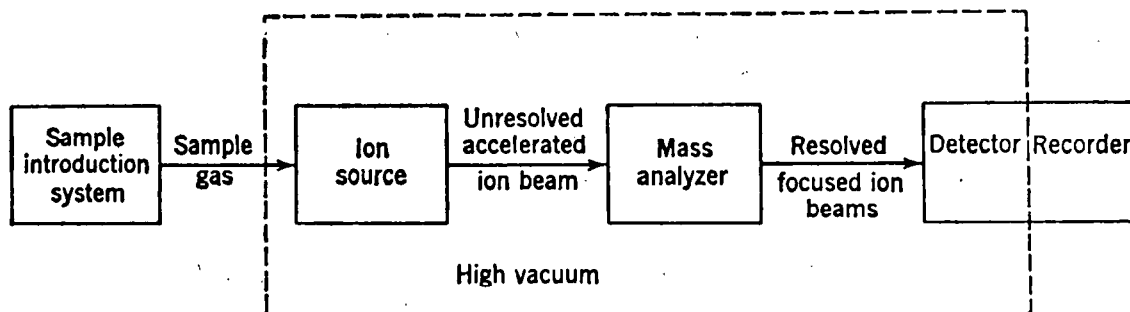 Sample
introduction
system
Sample
gas
Ion
source
Unresolved
accelerated
ion beam
Mass
analyzer
Resolved
focused ion
beams
Detector
Recorder
High vacuum